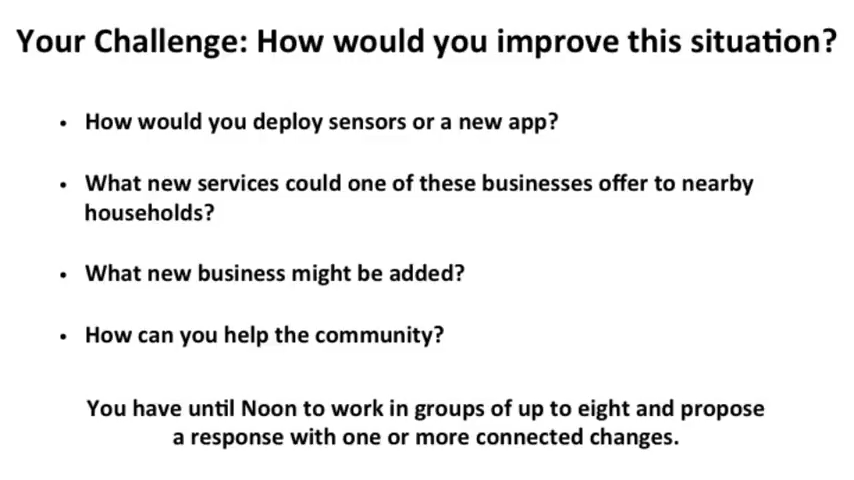 Your Challenge: How would you improve this situation?
• How would you deploy sensors or a new app?
• What new services could one of these businesses offer to nearby
households?
• What new business might be added?
• How can you help the community?
You have until Noon to work in groups of up to eight and propose
a response with one or more connected changes.